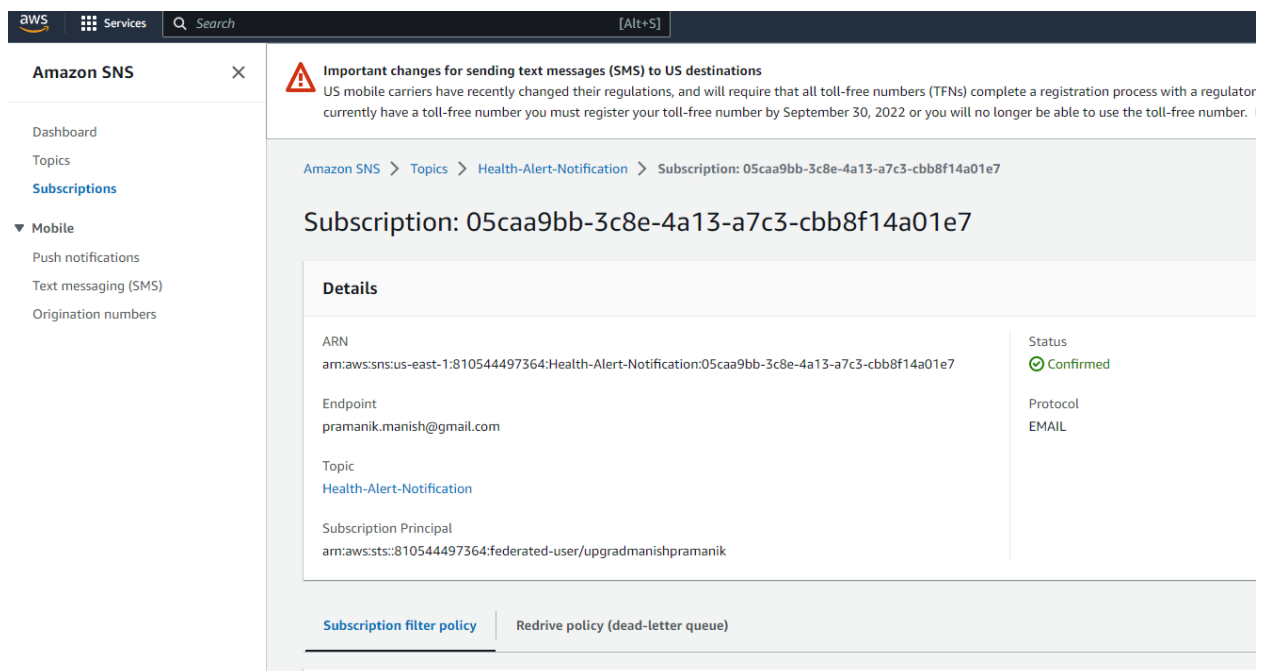 aws Services Search [Alt+S]
Amazon SNS
Dashboard
Topics
Subscriptions
Mobile
Push notifications
Text messaging (SMS)
Origination numbers
Important changes for sending text messages (SMS) to US destinations
US mobile carriers have recently changed their regulations, and will require that all toll-free numbers (TFNs) complete a registration process with a regulator
currently have a toll-free number you must register your toll-free number by September 30, 2022 or you will no longer be able to use the toll-free number.
Amazon SNS > Topics > Health-Alert-Notification > Subscription: 05caa9bb-3c8e-4a13-a7c3-cbb8f14a01e7
Subscription: 05caa9bb-3c8e-4a13-a7c3-cbb8f14a01e7
Details
ARN
arn:aws:sns:us-east-1:810544497364:Health-Alert-Notification:05caa9bb-3c8e-4a13-a7c3-cbb8f14a01e7
Endpoint
pramanik.manish@gmail.com
Topic
Health-Alert-Notification
Subscription Principal
arn:aws:sts::810544497364:federated-user/upgradmanishpramanik
Status
Confirmed
Protocol
EMAIL
Subscription filter policy
Redrive policy (dead-letter queue)